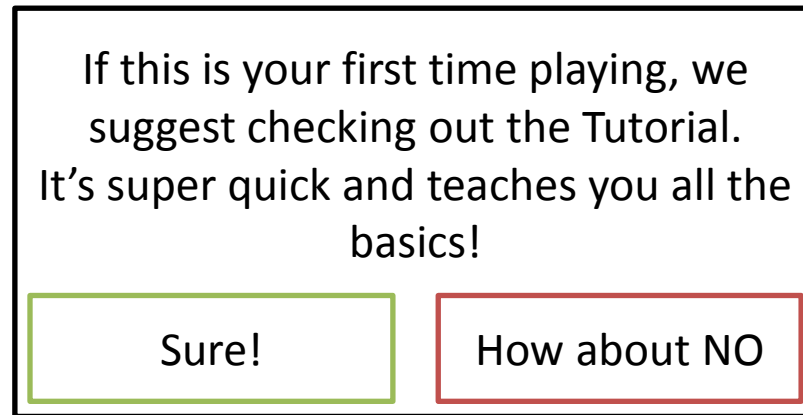 If this is your first time playing, we
suggest checking out the Tutorial.
It’s super quick and teaches you all the
basics!
Sure!
How about NO